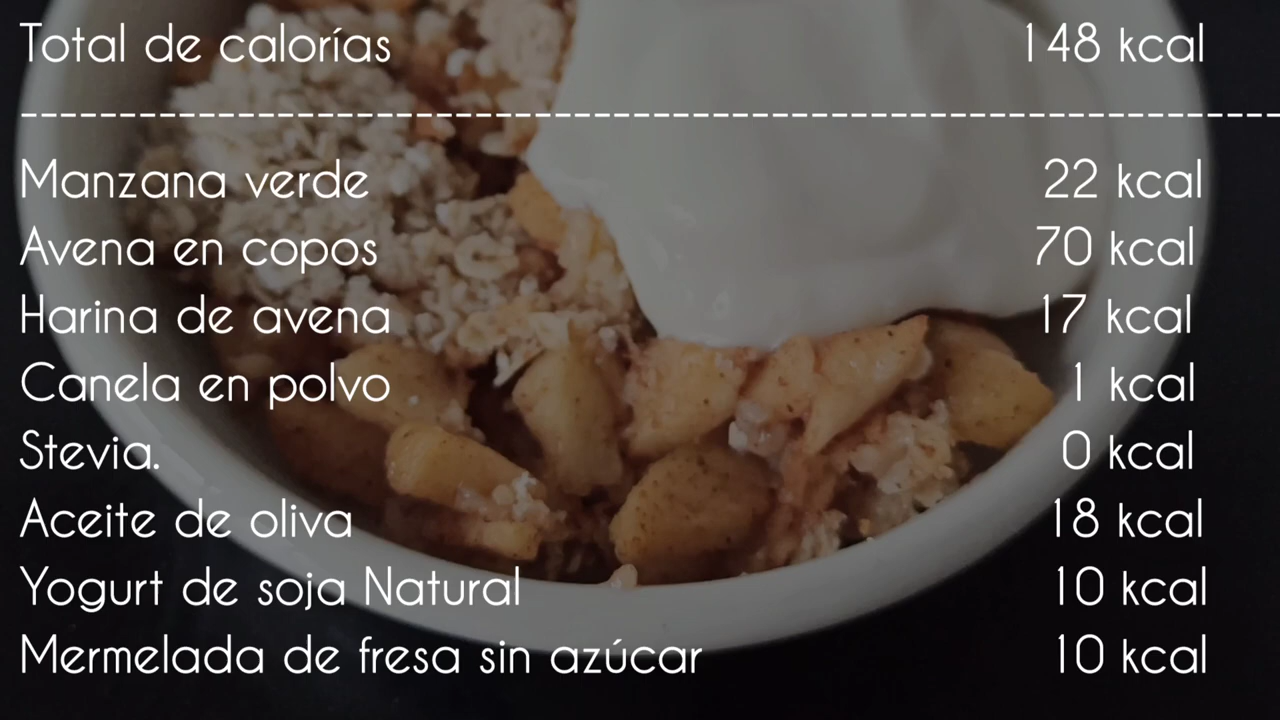 Total de calorías 148 kcal
--------------------------------------------------------------------------------
Manzana verde 22 kcal
Avena en copos 70 kcal
Harina de avena 17 kcal
Canela en polvo 1 kcal
Stevia. 0 kcal
Aceite de oliva 18 kcal
Yogurt de soja Natural 10 kcal
Mermelada de fresa sin azúcar 10 kcal